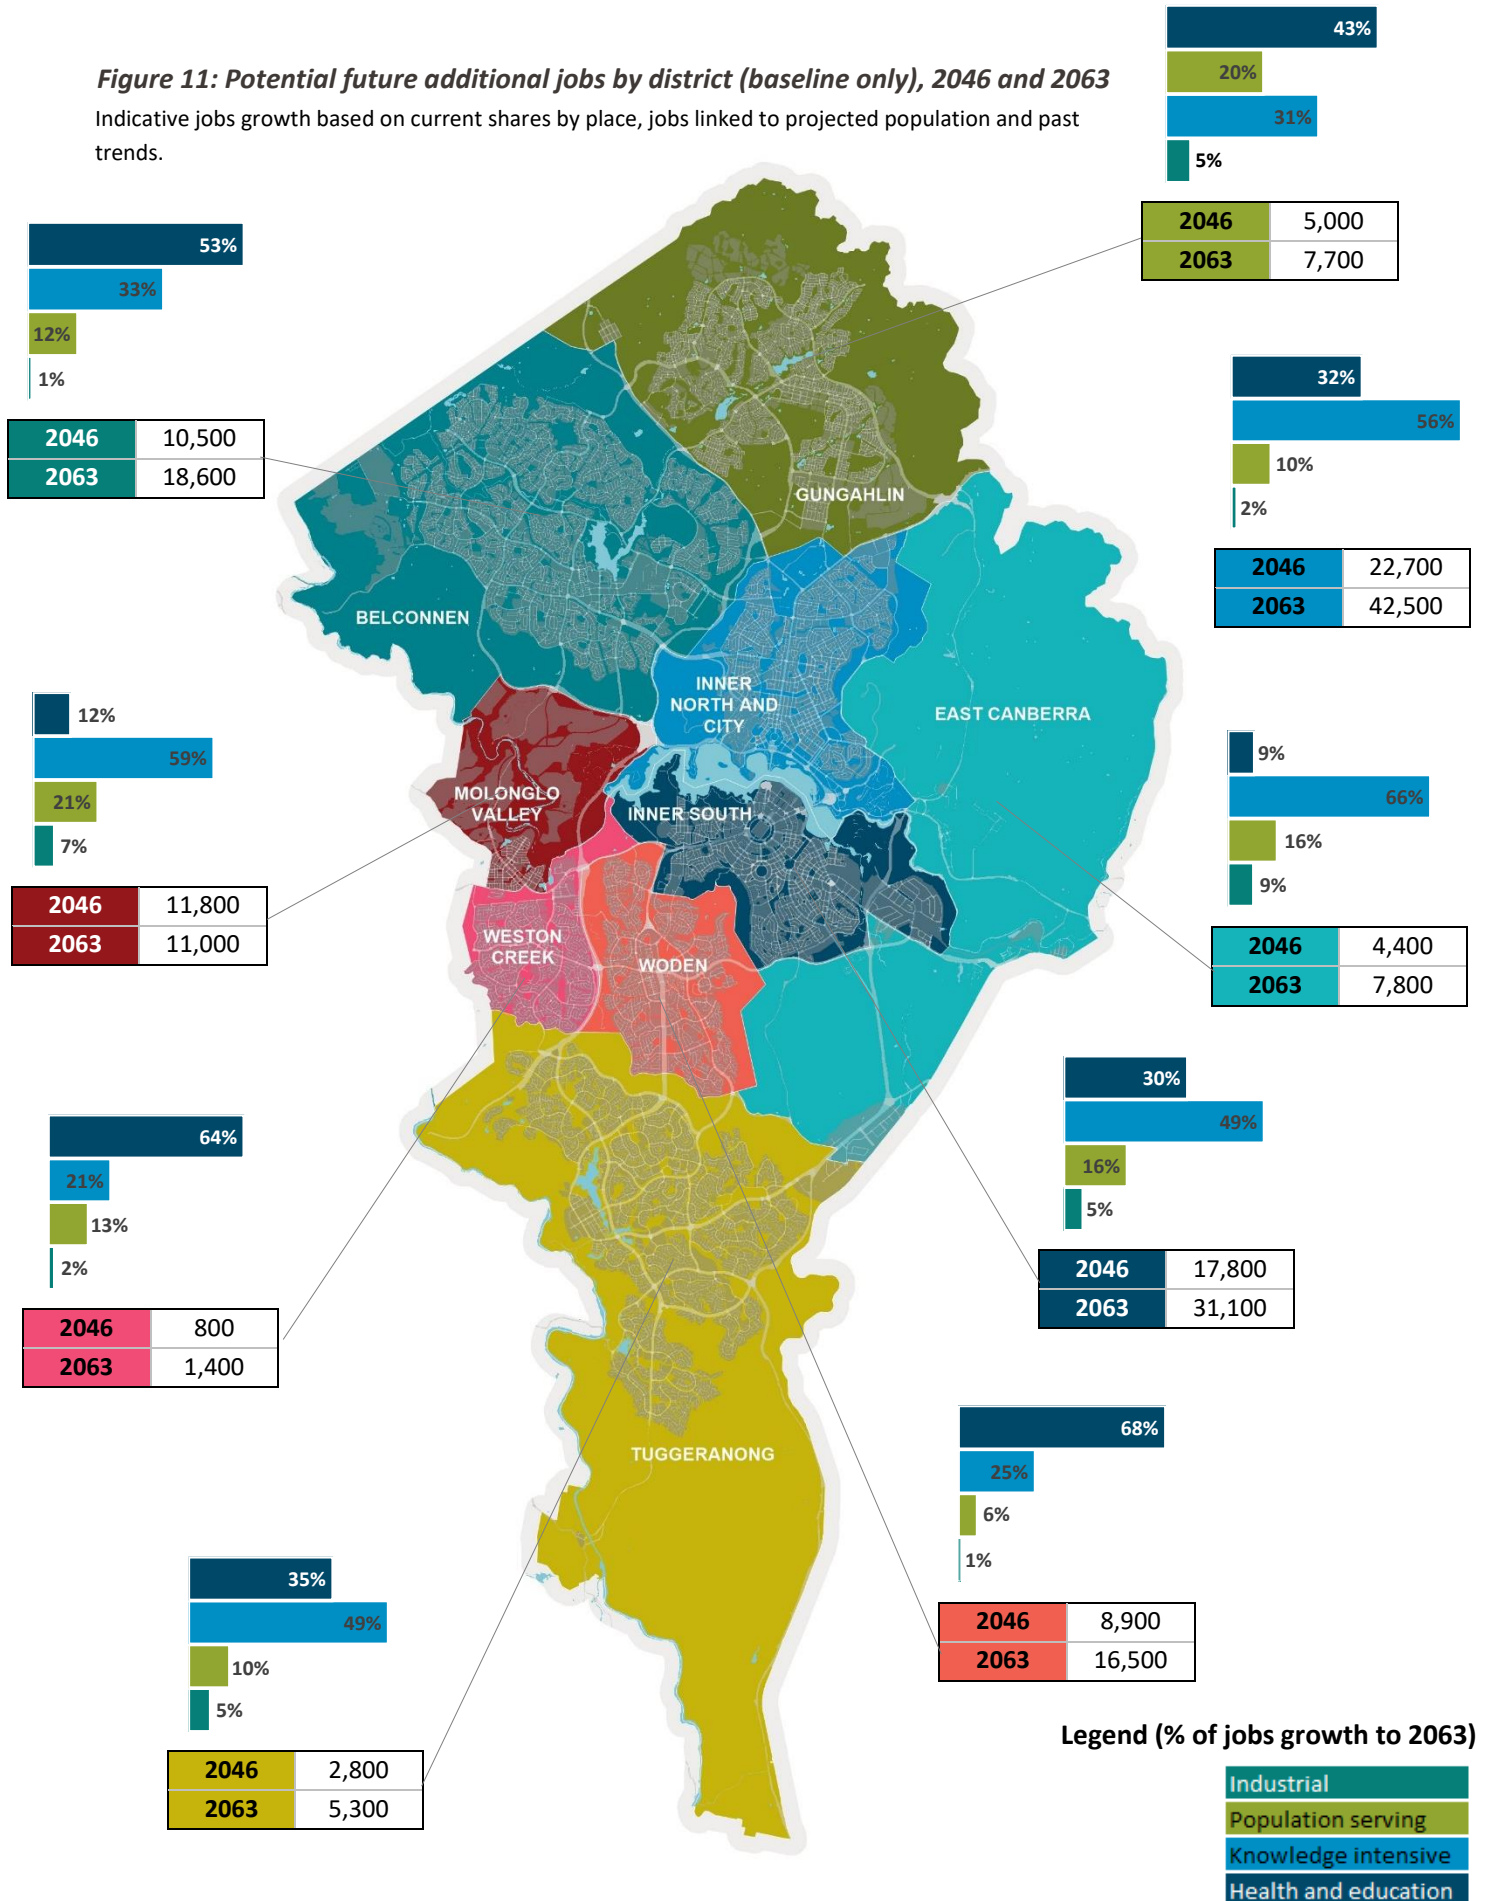 Figure 11: Potential future additional jobs by district (baseline only), 2046 and 2063
Indicative jobs growth based on current shares by place, jobs linked to projected population and past
trends.
43%
20%
31%
5%
2046 5,000
2063 7,700
53%
33%
12%
1%
2046 10,500
2063 18,600
32%
56%
10%
2%
2046 22,700
2063 42,500
GUNGAHLIN
BELCONNEN
INNER
NORTH AND
CITY
EAST CANBERRA
MOLONGLO
VALLEY
INNER SOUTH
WESTON
CREEK
WODEN
TUGGERANONG
12%
59%
21%
7%
2046 11,800
2063 11,000
9%
66%
16%
9%
2046 4,400
2063 7,800
64%
21%
13%
2%
2046 800
2063 1,400
30%
49%
16%
5%
2046 17,800
2063 31,100
68%
25%
6%
1%
2046 8,900
2063 16,500
35%
49%
10%
5%
2046 2,800
2063 5,300
Legend (% of jobs growth to 2063)
Industrial
Population serving
Knowledge intensive
Health and education